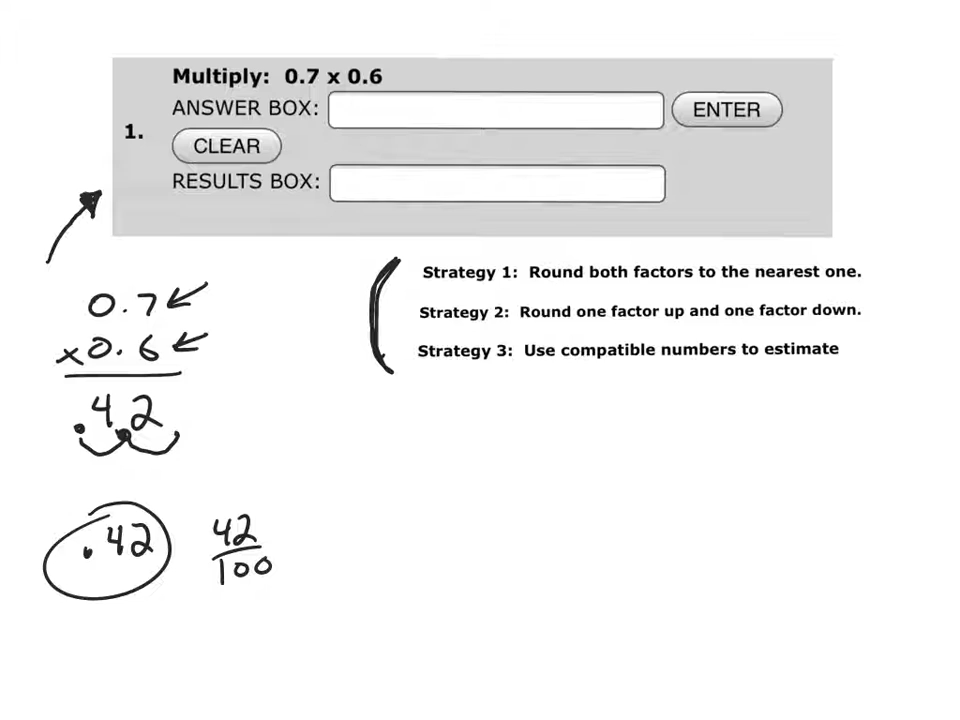 Multiply: 0.7 x 0.6
ANSWER BOX:
ENTER
1.
CLEAR
RESULTS BOX:
Strategy 1: Round both factors to the nearest one.
Strategy 2: Round one factor up and one factor down.
Strategy 3: Use compatible numbers to estimate
0.7
x0.6
.42
.42
42
100